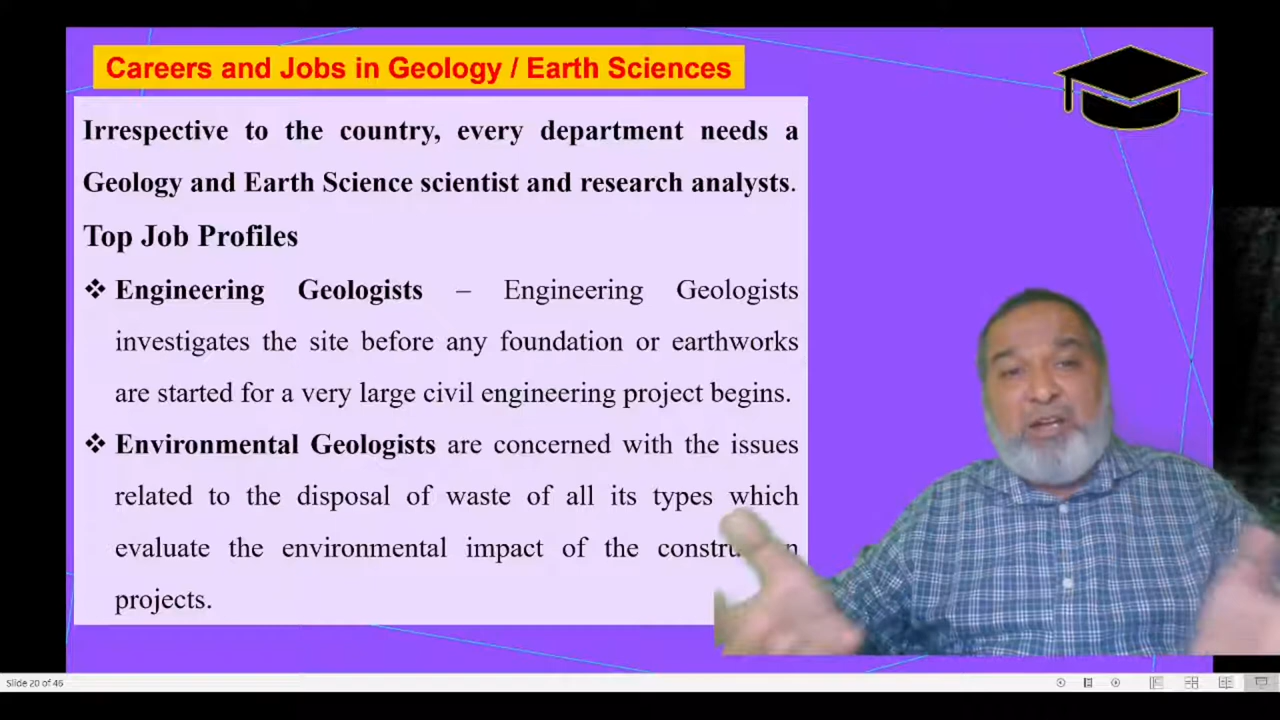 Careers and Jobs in Geology / Earth Sciences
Irrespective to the country, every department needs a
Geology and Earth Science scientist and research analysts.
Top Job Profiles
❖ Engineering Geologists – Engineering Geologists
investigates the site before any foundation or earthworks
are started for a very large civil engineering project begins.
❖ Environmental Geologists are concerned with the issues
related to the disposal of waste of all its types which
evaluate the environmental impact of the construction
projects.
Slide 20 of 46